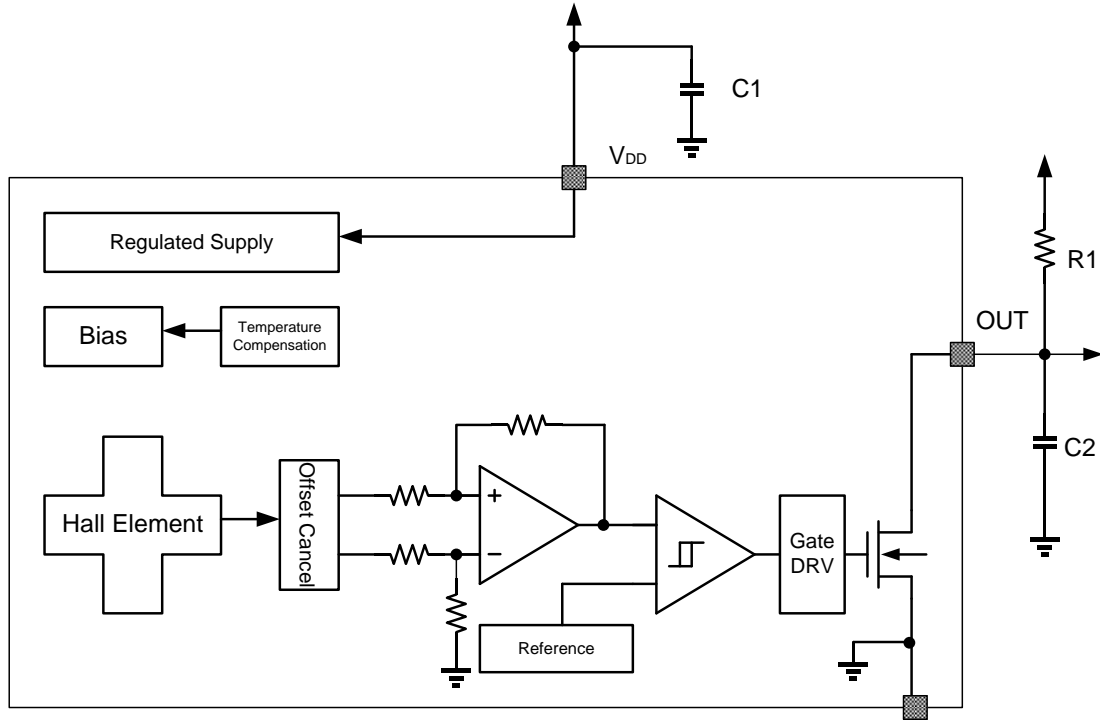 C1
VDD
Regulated Supply
R1
Bias
Temperature
Compensation
OUT
C2
Hall Element
Offset Cancel
+
−
Gate
DRV
Reference